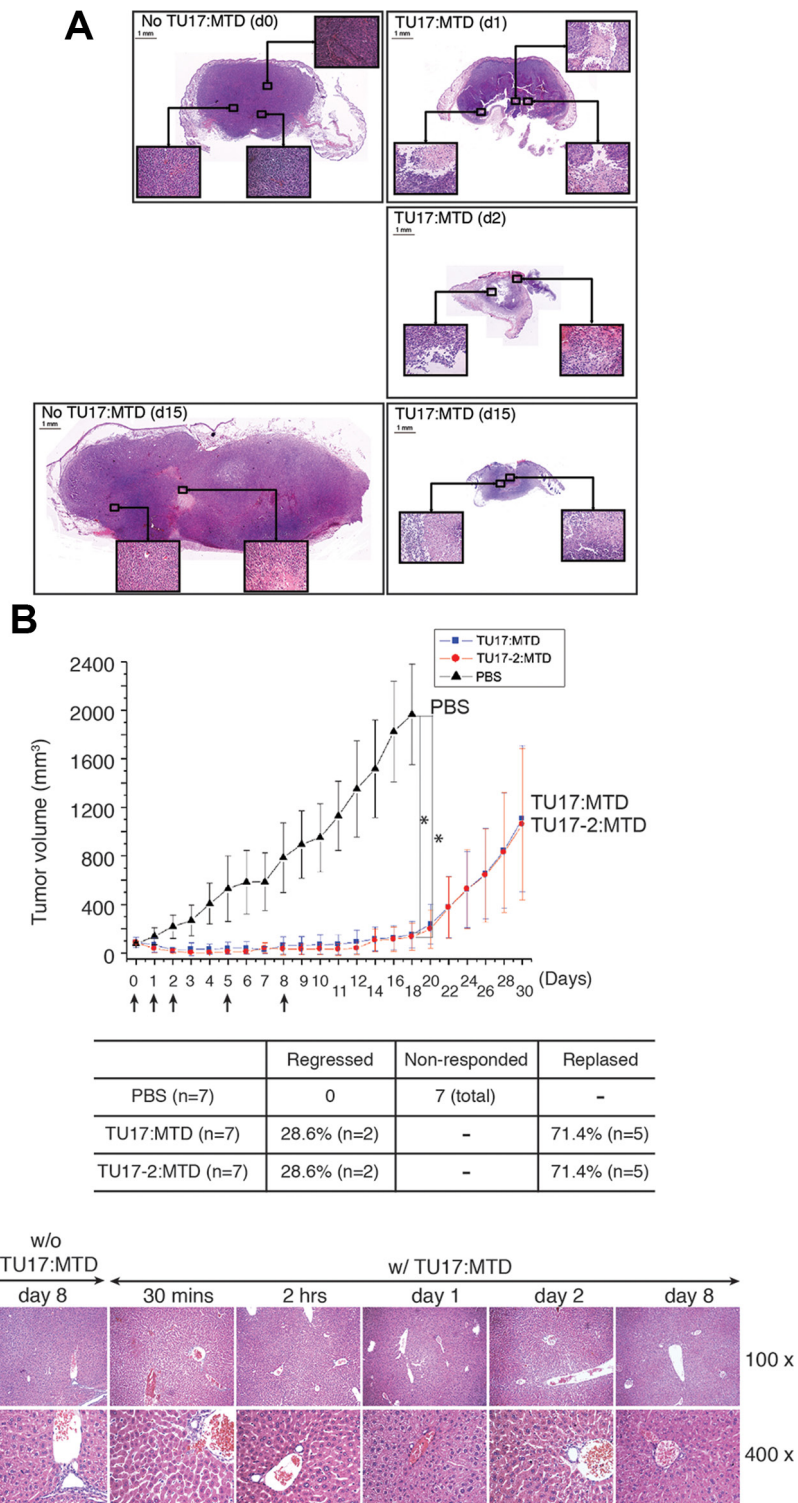 A
No TU17:MTD (d0)
1 mm
TU17:MTD (d1)
1 mm
TU17:MTD (d2)
1 mm
No TU17:MTD (d15)
1 mm
TU17:MTD (d15)
1 mm
B
TU17:MTD
TU17-2:MTD
PBS
2400
2000
1600
1200
800
400
0
Tumor volume (mm³)
PBS
*
*
TU17:MTD
TU17-2:MTD
0 1 2 3 4 5 6 7 8 9 10 11 12 14 16 18 20 22 24 26 28 30 (Days)
Regressed Non-responded Replased
PBS (n=7) 0 7 (total) -
TU17:MTD (n=7) 28.6% (n=2) - 71.4% (n=5)
TU17-2:MTD (n=7) 28.6% (n=2) - 71.4% (n=5)
w/o
TU17:MTD
w/ TU17:MTD
day 8 30 mins 2 hrs day 1 day 2 day 8
100 x
400 x